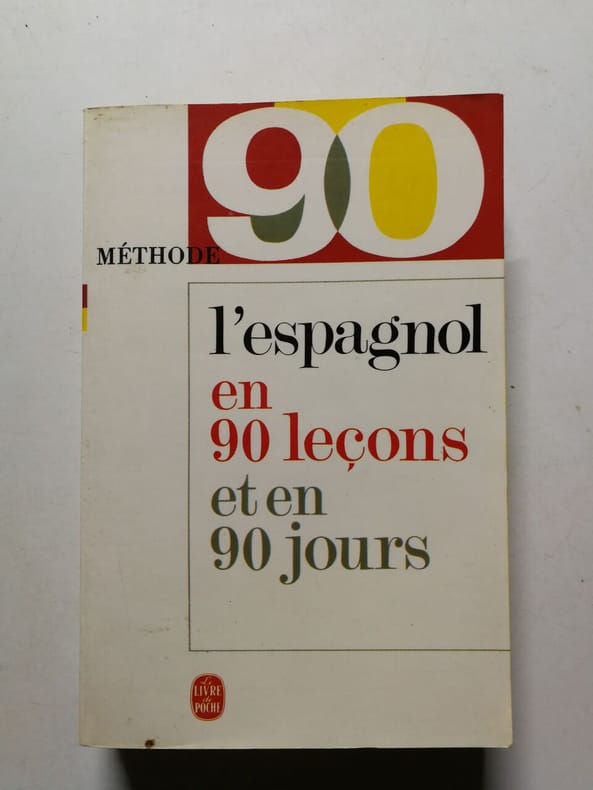 90
MÉTHODE
l'espagnol
en
90 leçons
et en
90 jours
Le
LIVRE
de
POCHE